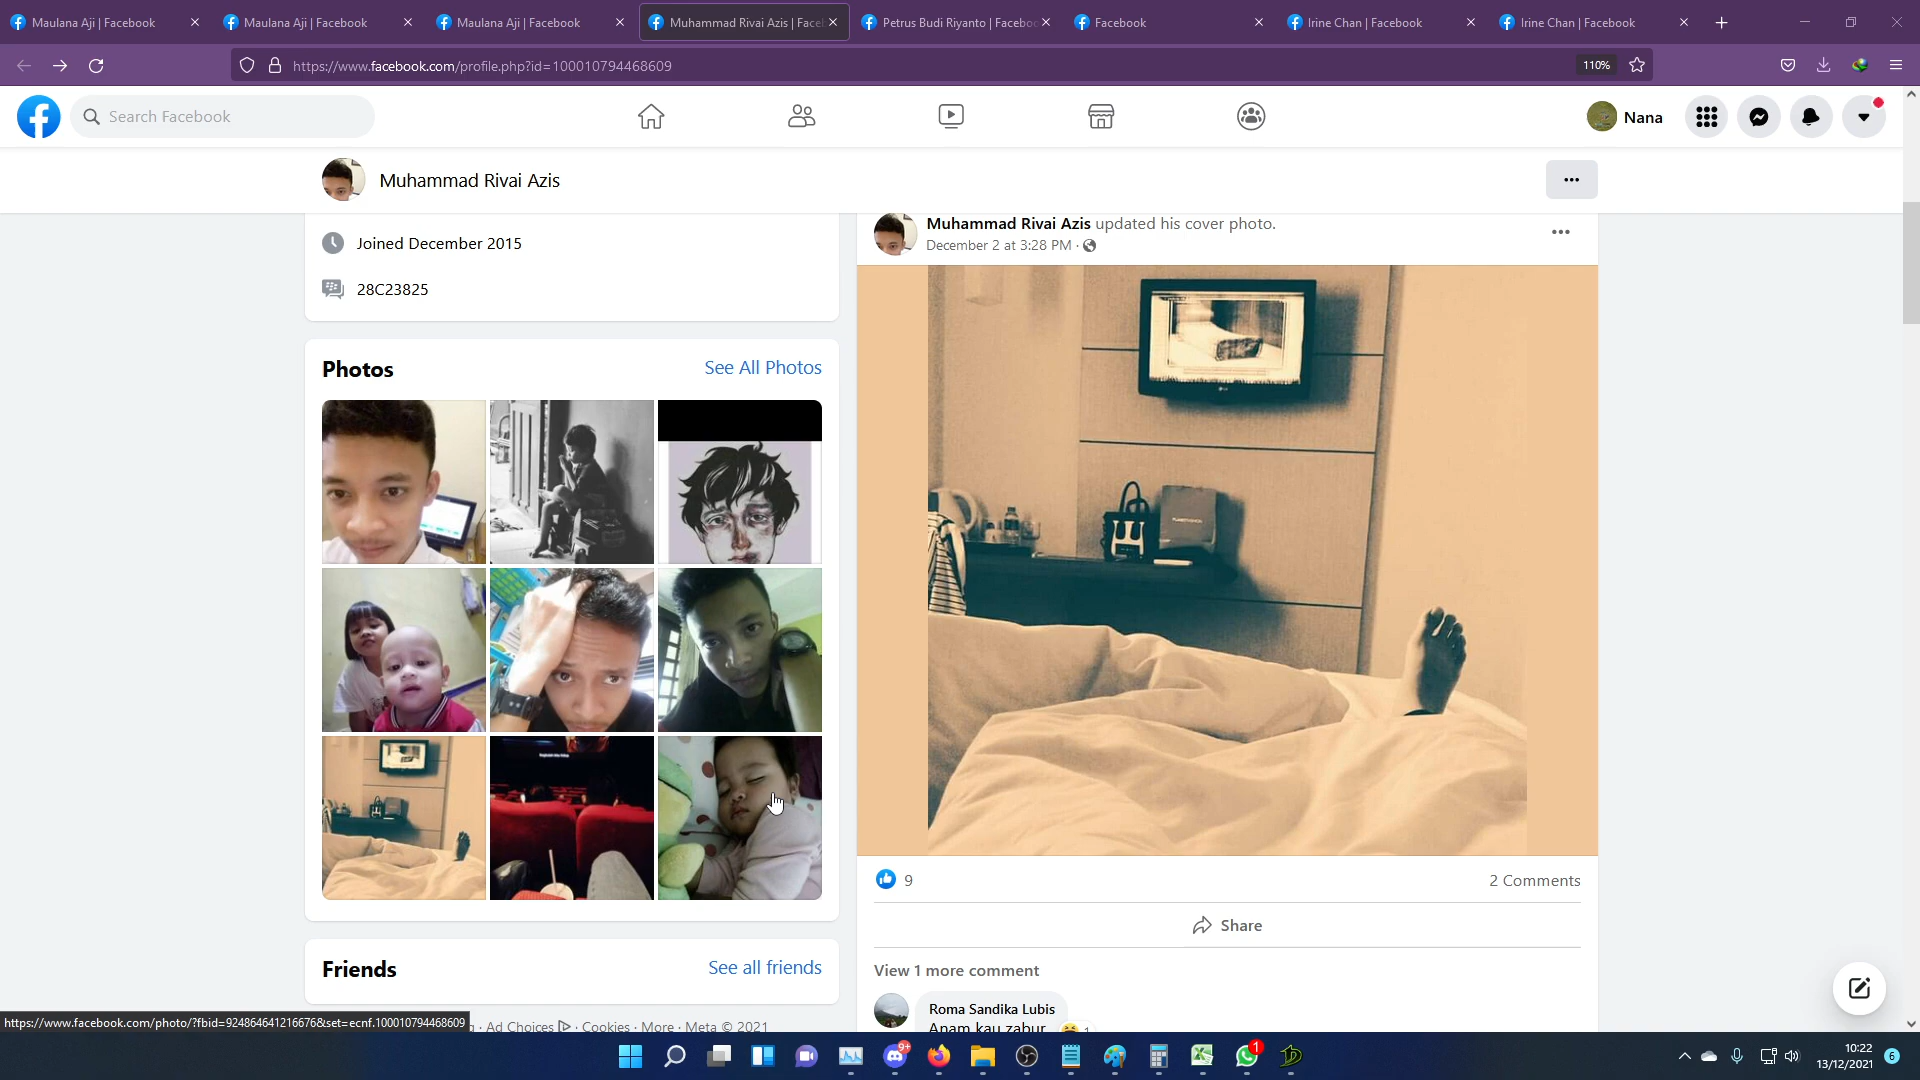 Maulana Aji | Facebook
Maulana Aji | Facebook
Maulana Aji | Facebook
Muhammad Rivai Azis | Face
Petrus Budi Riyanto | Facebo
Facebook
Irine Chan | Facebook
Irine Chan | Facebook
https://www.facebook.com/profile.php?id=100010794468609
110%
Search Facebook
Nana
Muhammad Rivai Azis
Joined December 2015
28C23825
Photos
See All Photos
Friends
See all friends
Ad Choices · Cookies · More · Meta © 2021
Muhammad Rivai Azis updated his cover photo.
December 2 at 3:28 PM ·
9
2 Comments
Share
View 1 more comment
Roma Sandika Lubis
Anam kau zabur
1
https://www.facebook.com/photo/?fbid=924864641216676&set=ecnf.100010794468609
9+
1
10:22
13/12/2021
6